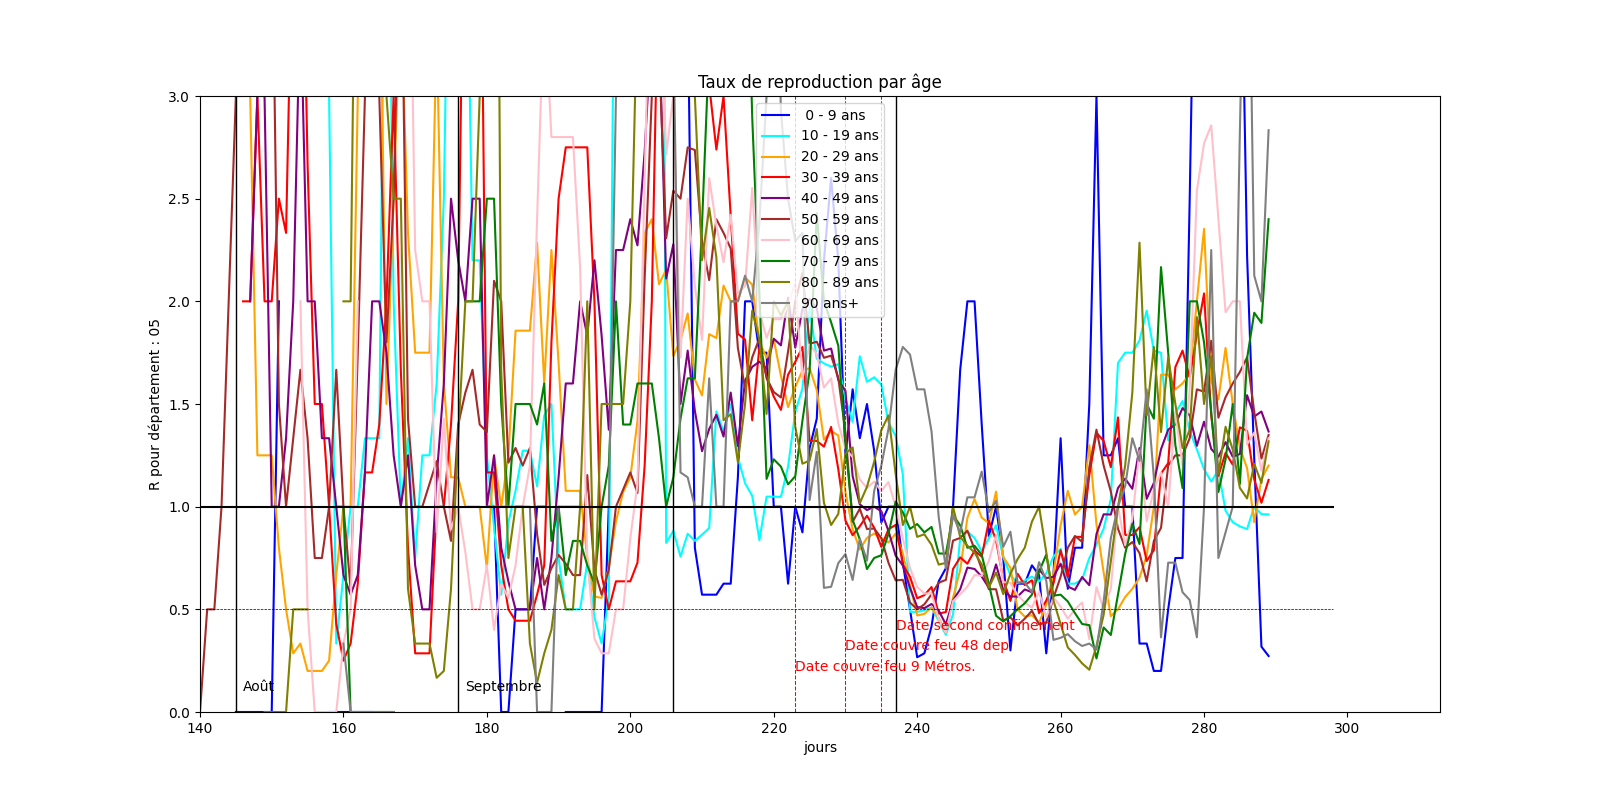 Taux de reproduction par âge
R pour département : 05
3.0
2.5
2.0
1.5
1.0
0.5
0.0
0 - 9 ans
10 - 19 ans
20 - 29 ans
30 - 39 ans
40 - 49 ans
50 - 59 ans
60 - 69 ans
70 - 79 ans
80 - 89 ans
90 ans+
Date second confinement
Date couvre feu 48 dep.
Date couvre feu 9 Métros.
Août
Septembre
140 160 180 200 220 240 260 280 300
jours